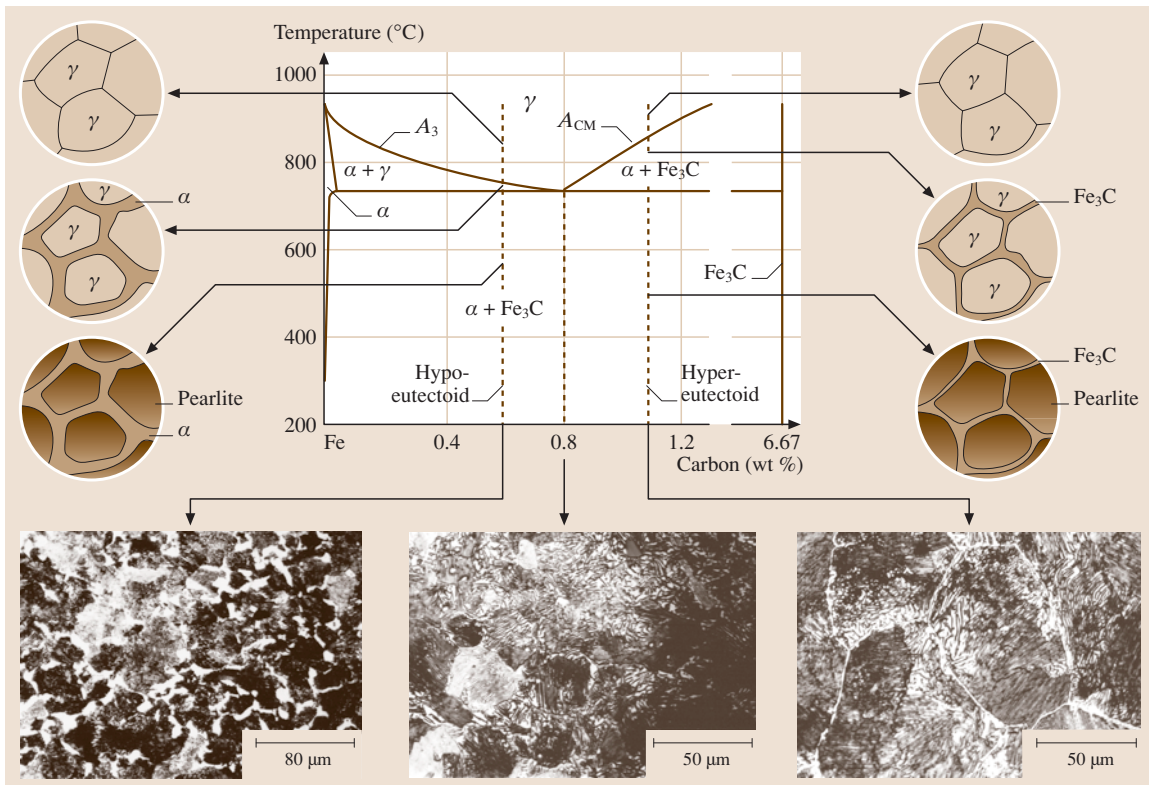 Temperature (°C)
1000
800
600
400
200
Fe
0.4
0.8
1.2
6.67
Carbon (wt %)
γ
A₃
A_CM
α + γ
α + Fe₃C
α
Fe₃C
α + Fe₃C
Hypo-
eutectoid
Hyper-
eutectoid
γ
γ
γ
α
γ
γ
Pearlite
α
γ
γ
Fe₃C
γ
γ
Fe₃C
Pearlite
80 µm
50 µm
50 µm